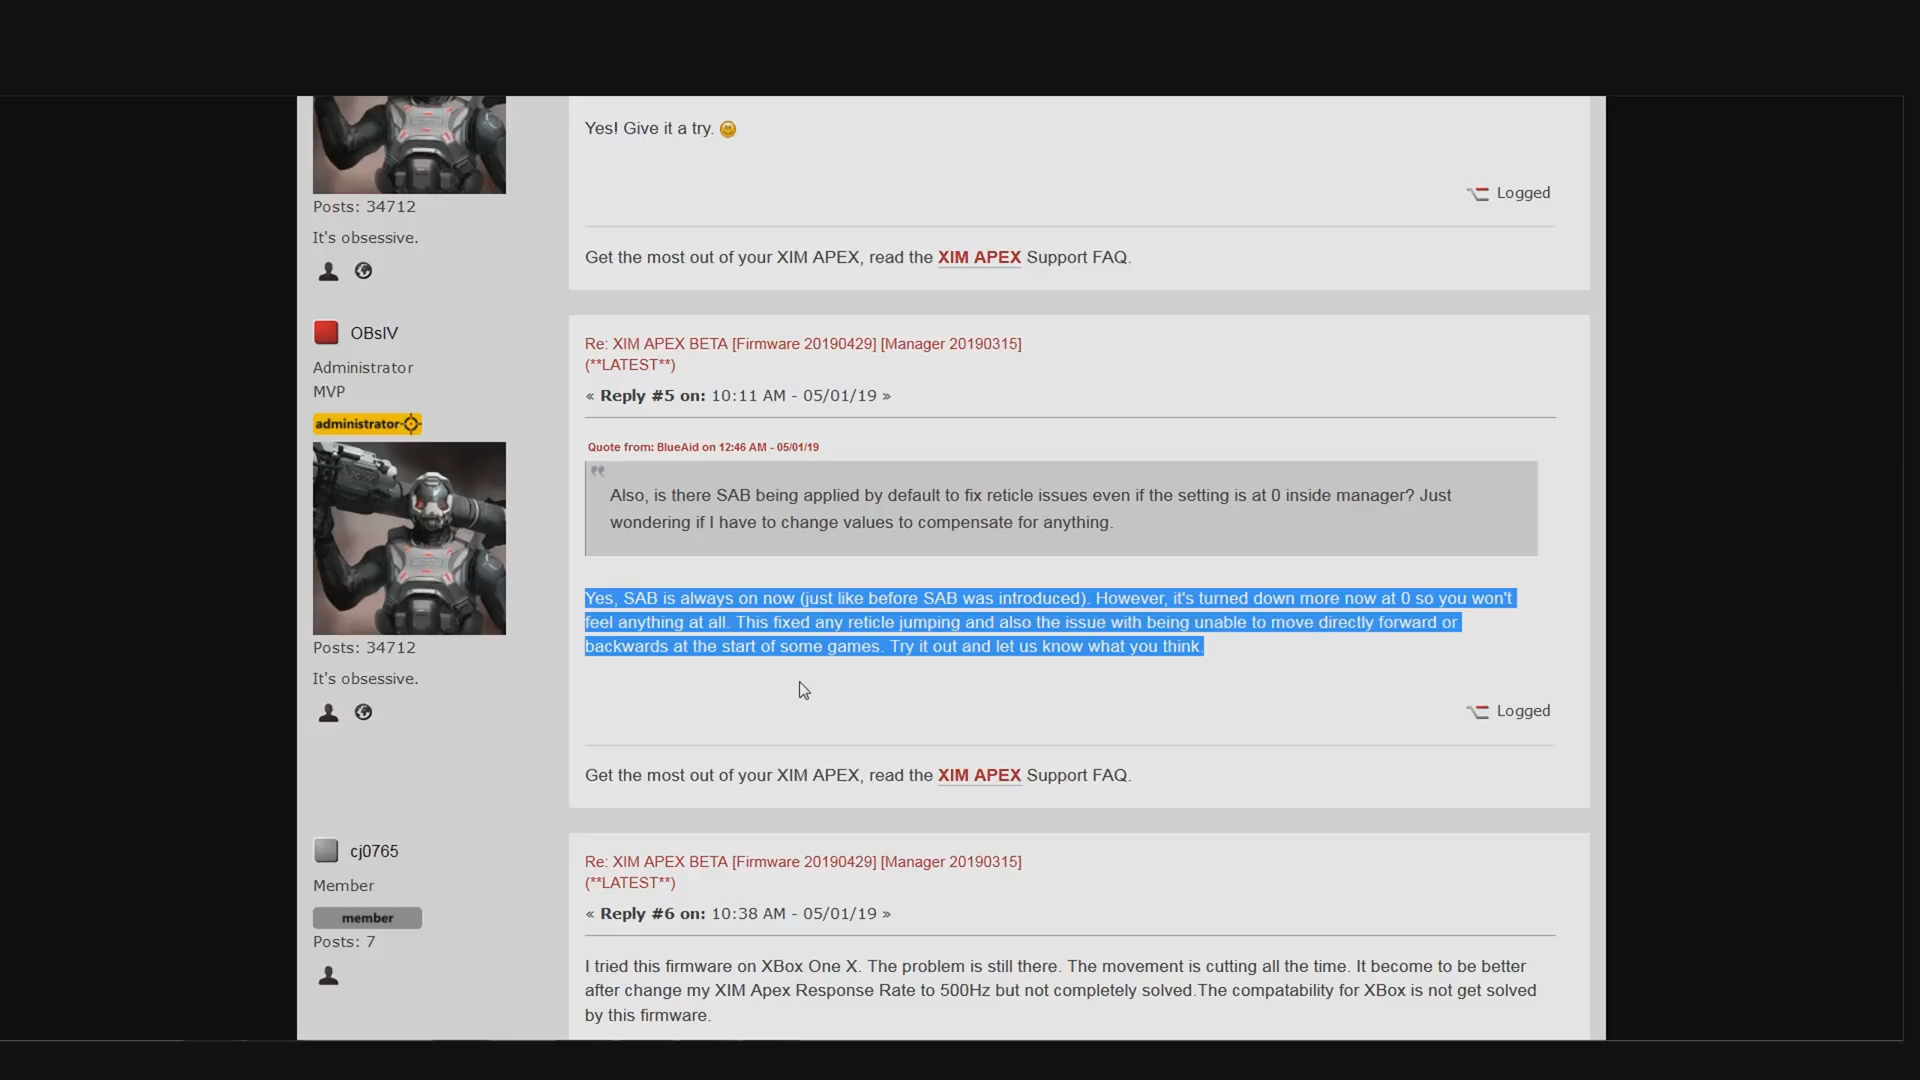 Yes! Give it a try.
Logged
Posts: 34712
It's obsessive.
Get the most out of your XIM APEX, read the XIM APEX Support FAQ.
OBsIV
Administrator
MVP
administrator
Posts: 34712
It's obsessive.
Re: XIM APEX BETA [Firmware 20190429] [Manager 20190315]
(**LATEST**)
« Reply #5 on: 10:11 AM - 05/01/19 »
Quote from: BlueAid on 12:46 AM - 05/01/19
Also, is there SAB being applied by default to fix reticle issues even if the setting is at 0 inside manager? Just
wondering if I have to change values to compensate for anything.
Yes, SAB is always on now (just like before SAB was introduced). However, it's turned down more now at 0 so you won't
feel anything at all. This fixed any reticle jumping and also the issue with being unable to move directly forward or
backwards at the start of some games. Try it out and let us know what you think.
Logged
Get the most out of your XIM APEX, read the XIM APEX Support FAQ.
cj0765
Member
member
Posts: 7
Re: XIM APEX BETA [Firmware 20190429] [Manager 20190315]
(**LATEST**)
« Reply #6 on: 10:38 AM - 05/01/19 »
I tried this firmware on XBox One X. The problem is still there. The movement is cutting all the time. It become to be better
after change my XIM Apex Response Rate to 500Hz but not completely solved.The compatability for XBox is not get solved
by this firmware.